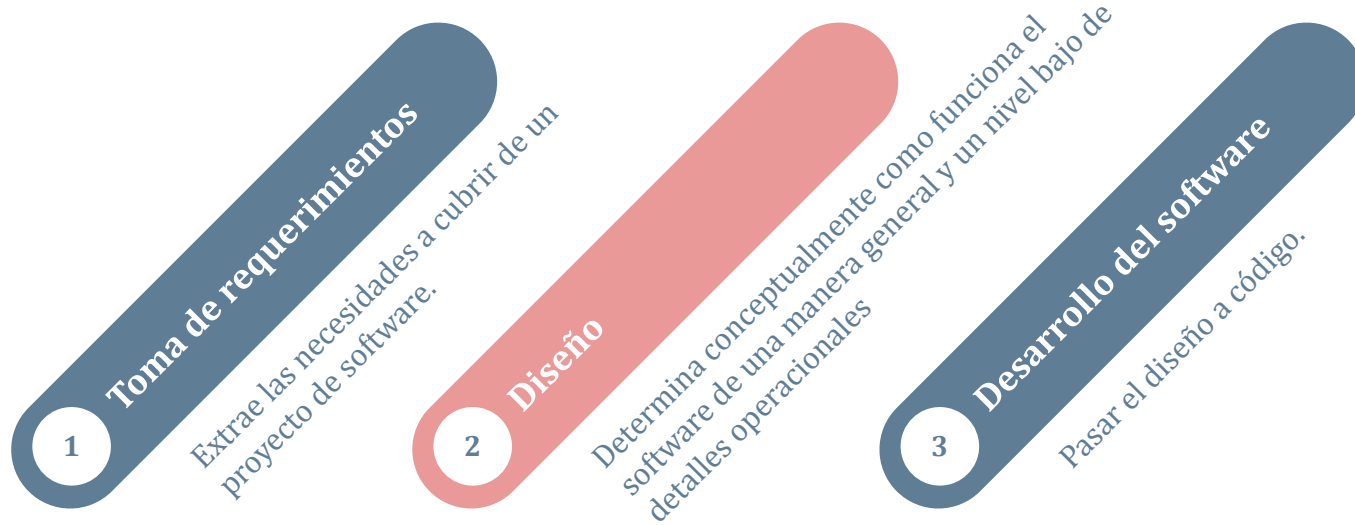 1
Toma de requerimientos
Extrae las necesidades a cubrir de un
proyecto de software.
2
Diseño
Determina conceptualmente como funciona el
software de una manera general y un nivel bajo de
detalles operacionales
3
Desarrollo del software
Pasar el diseño a código.